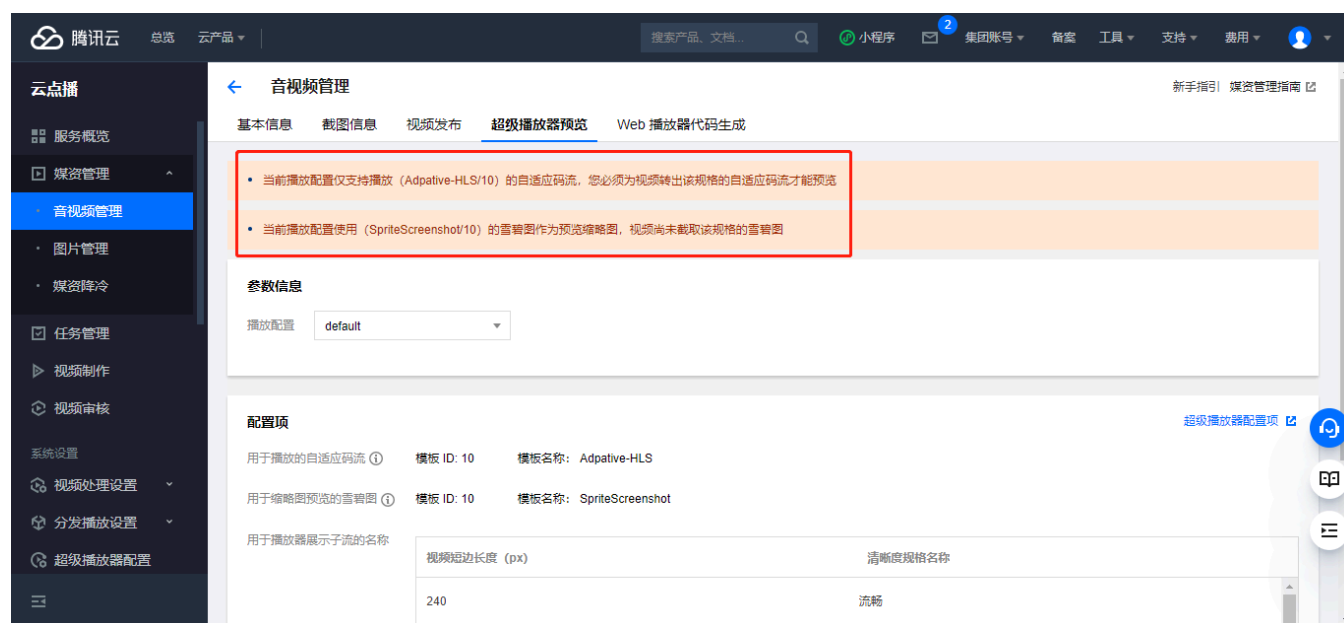 腾讯云 总览 云产品 搜索产品、文档... 小程序 2 集团账号 备案 工具 支持 费用
云点播
服务概览
媒资管理
音视频管理
图片管理
媒资降冷
任务管理
视频制作
视频审核
系统设置
视频处理设置
分发播放设置
超级播放器配置
音视频管理
新手指引 媒资管理指南
基本信息 截图信息 视频发布 超级播放器预览 Web 播放器代码生成
• 当前播放配置仅支持播放（Adpative-HLS/10）的自适应码流，您必须为视频转出该规格的自适应码流才能预览
• 当前播放配置使用（SpriteScreenshot/10）的雪碧图作为预览缩略图，视频尚未截取该规格的雪碧图
参数信息
播放配置 default
配置项
超级播放器配置项
用于播放的自适应码流 模板 ID: 10 模板名称： Adpative-HLS
用于缩略图预览的雪碧图 模板 ID: 10 模板名称： SpriteScreenshot
用于播放器展示子流的名称
视频短边长度（px） 清晰度规格名称
240 流畅